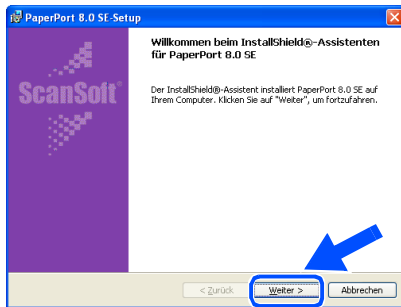 PaperPort 8.0 SE-Setup
Willkommen beim InstallShield®-Assistenten
für PaperPort 8.0 SE
ScanSoft®
Der InstallShield®-Assistent installiert PaperPort 8.0 SE auf
Ihrem Computer. Klicken Sie auf "Weiter", um fortzufahren.
< Zurück
Weiter >
Abbrechen